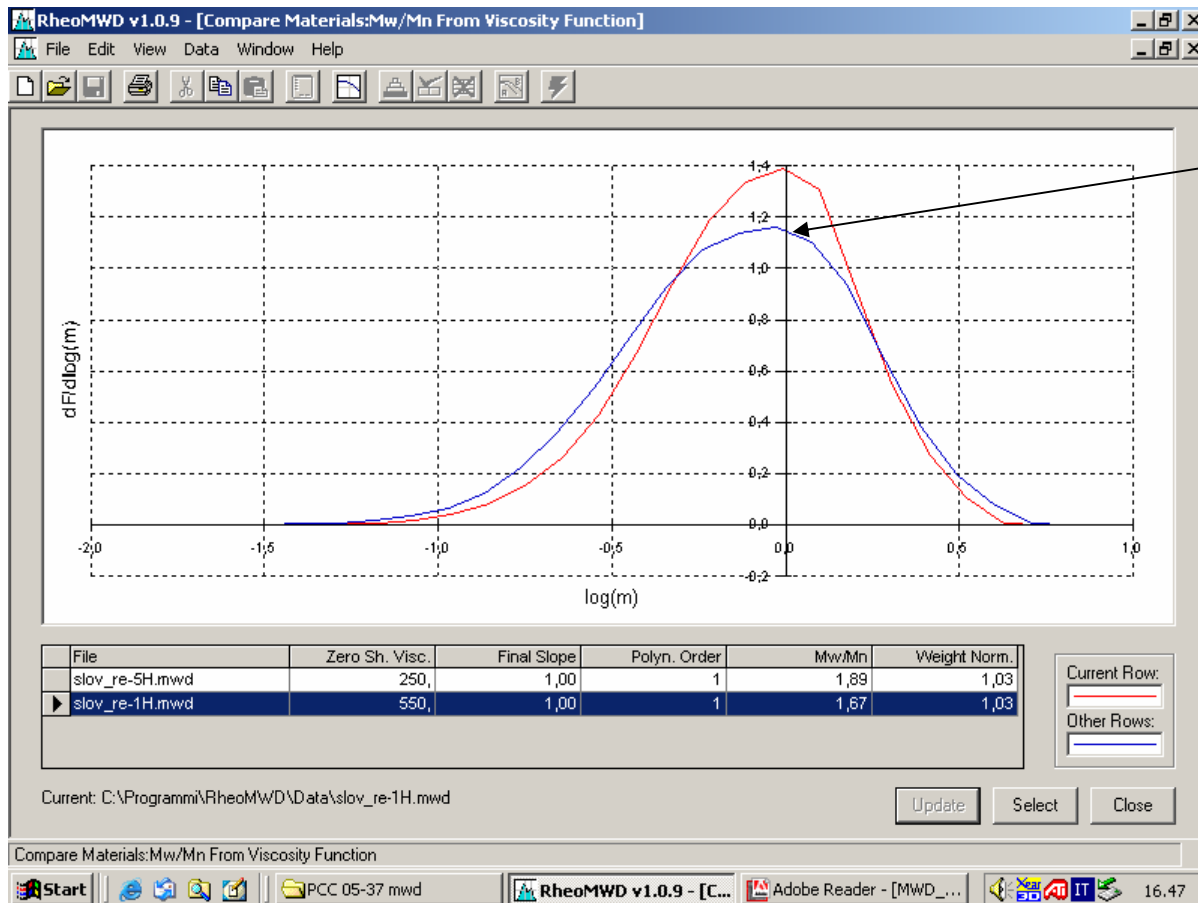 RheoMWD v1.0.9 - [Compare Materials:Mw/Mn From Viscosity Function]
File Edit View Data Window Help
1,4
1,2
1,0
0,8
0,6
0,4
0,2
0,0
-0,2
dF/dlog(m)
-2,0 -1,5 -1,0 -0,5 0,0 0,5 1,0
log(m)
File Zero Sh. Visc. Final Slope Polyn. Order Mw/Mn Weight Norm.
slov_re-5H.mwd 250, 1,00 1 1,89 1,03
slov_re-1H.mwd 550, 1,00 1 1,67 1,03
Current Row:
Other Rows:
Current: C:\Programmi\RheoMWD\Data\slov_re-1H.mwd
Update Select Close
Compare Materials:Mw/Mn From Viscosity Function
Start PCC 05-37 mwd RheoMWD v1.0.9 - [C... Adobe Reader - [MWD_... IT 16.47